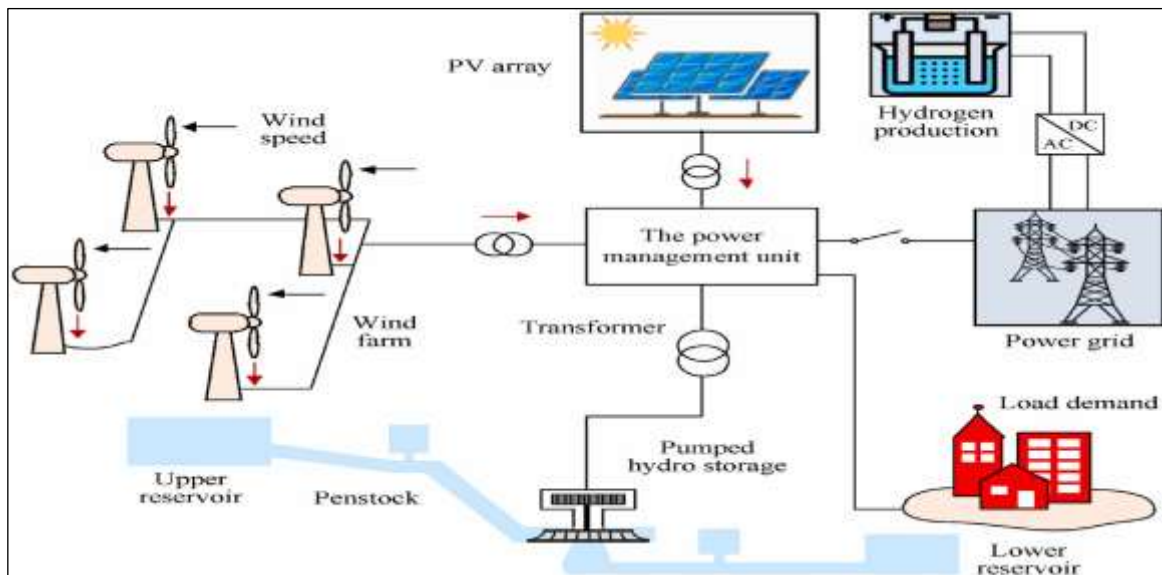 PV array
+
-
Hydrogen
production
DC
AC
Wind
speed
The power
management unit
Wind
farm
Transformer
Power grid
Load demand
Pumped
hydro storage
Upper
reservoir
Penstock
Lower
reservoir